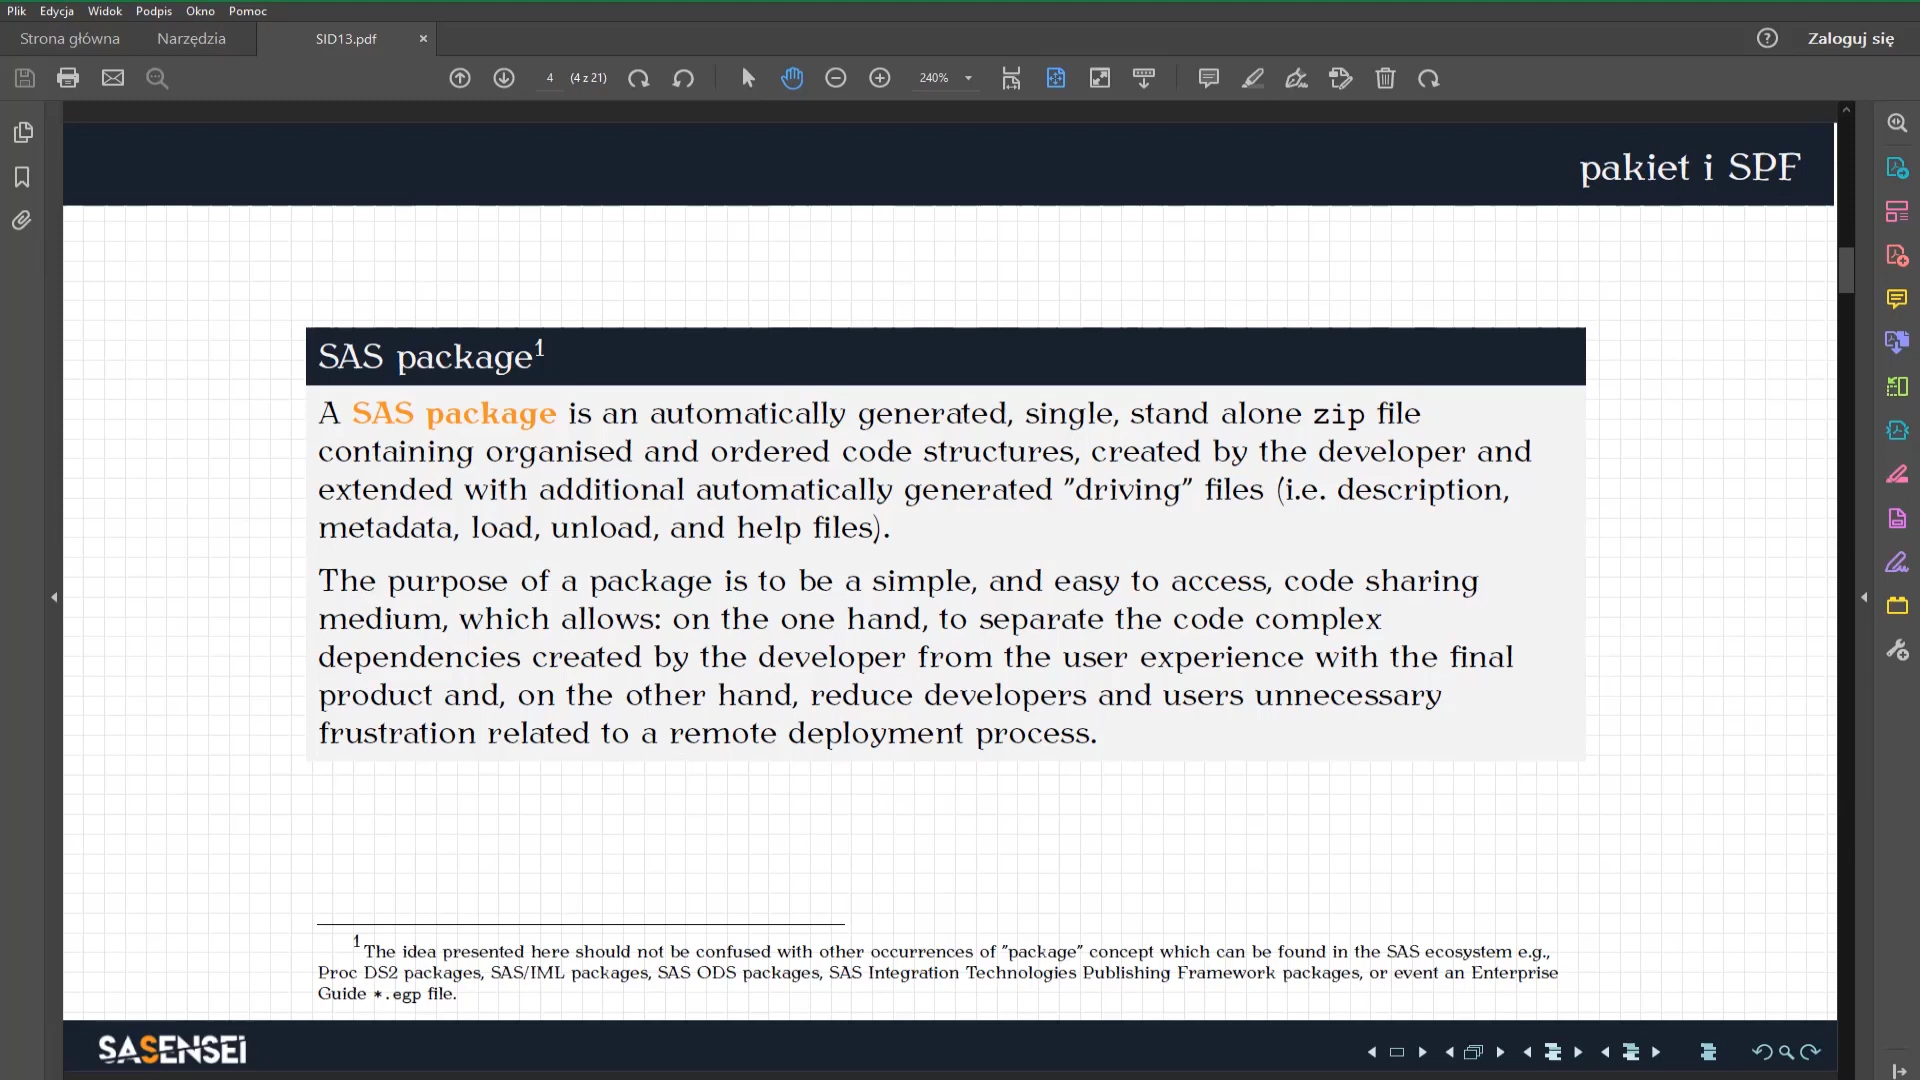 Plik Edycja Widok Podpis Okno Pomoc
Strona główna Narzędzia SID13.pdf × Zaloguj się
4 (4 z 21) 240%
pakiet i SPF
SAS package1
A SAS package is an automatically generated, single, stand alone zip file
containing organised and ordered code structures, created by the developer and
extended with additional automatically generated "driving" files (i.e. description,
metadata, load, unload, and help files).
The purpose of a package is to be a simple, and easy to access, code sharing
medium, which allows: on the one hand, to separate the code complex
dependencies created by the developer from the user experience with the final
product and, on the other hand, reduce developers and users unnecessary
frustration related to a remote deployment process.
1The idea presented here should not be confused with other occurrences of "package" concept which can be found in the SAS ecosystem e.g.,
Proc DS2 packages, SAS/IML packages, SAS ODS packages, SAS Integration Technologies Publishing Framework packages, or event an Enterprise
Guide *.egp file.
SASENSEI